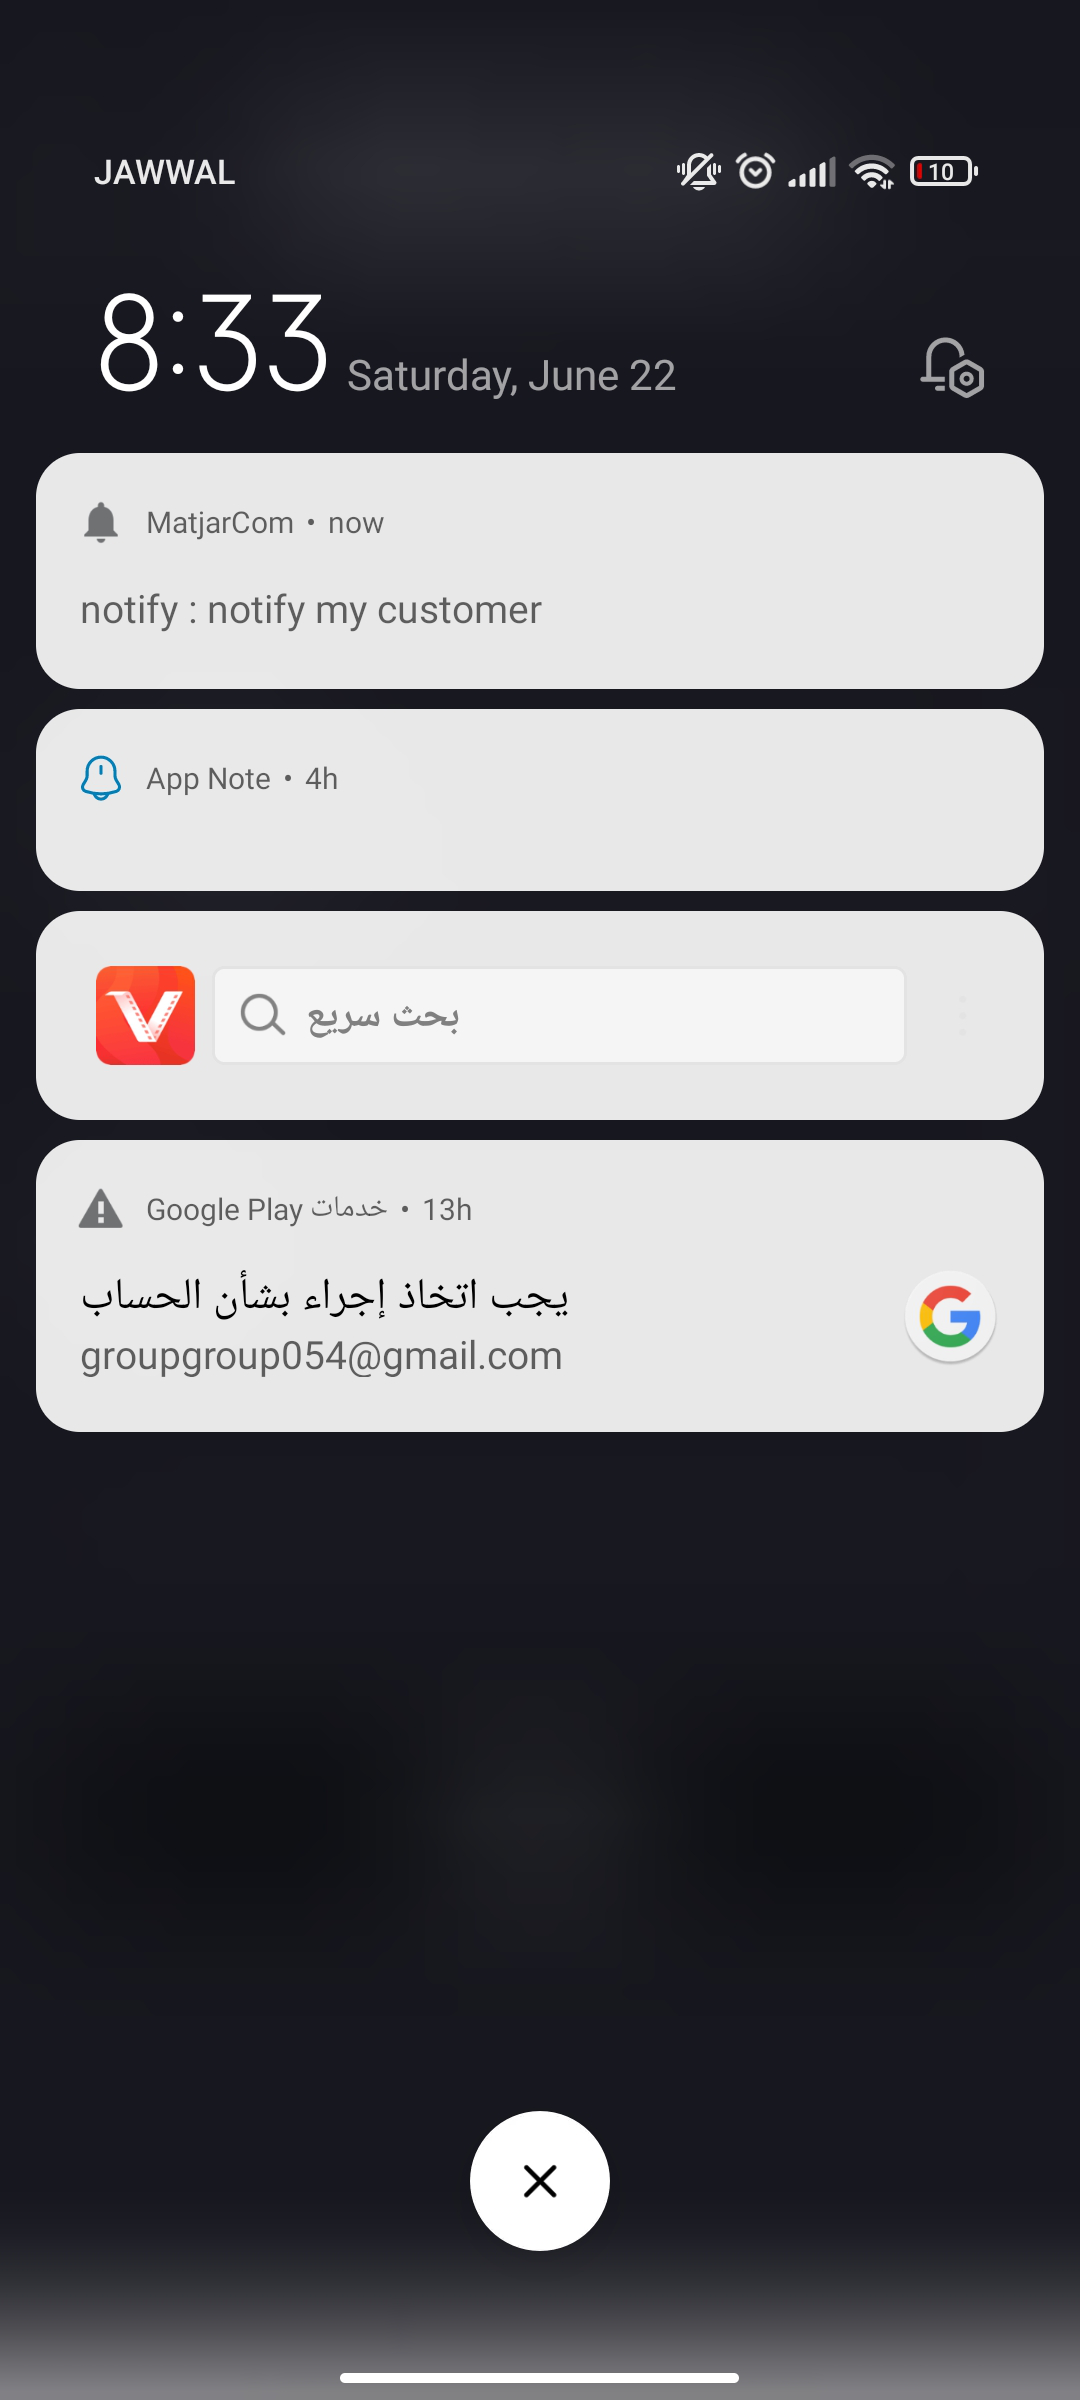 JAWWAL
10
8:33 Saturday, June 22
MatjarCom • now
notify : notify my customer
App Note • 4h
بحث سريع
Google Play خدمات • 13h
يجب اتخاذ إجراء بشأن الحساب
groupgroup054@gmail.com